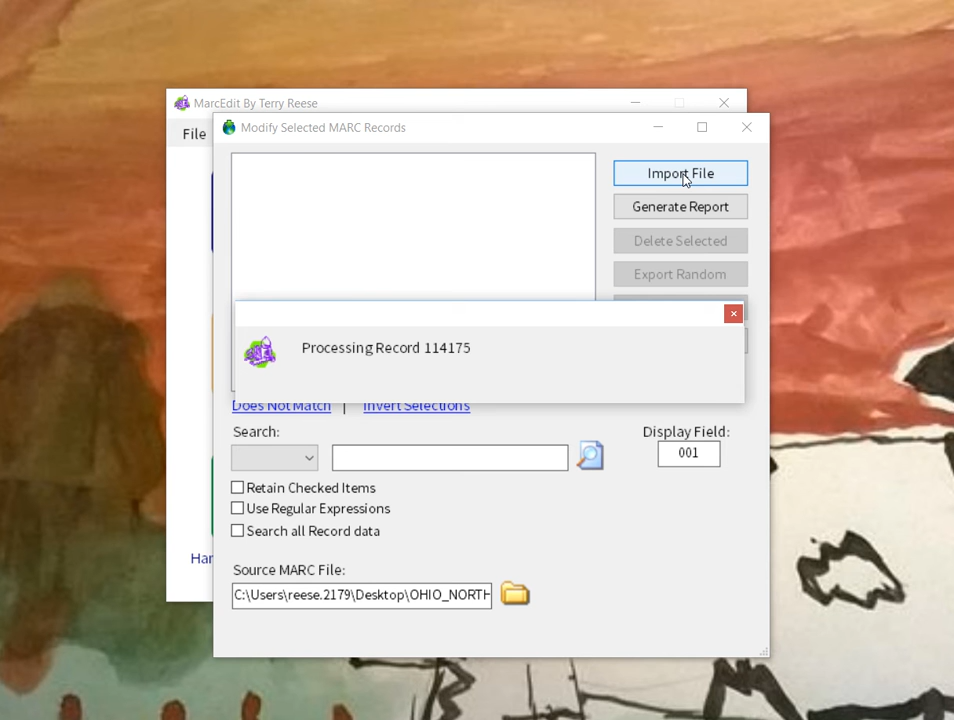 MarcEdit By Terry Reese
File
Modify Selected MARC Records
Import File
Generate Report
Delete Selected
Export Random
Processing Record 114175
Does Not Match | Invert Selections
Search:
Display Field:
001
Retain Checked Items
Use Regular Expressions
Search all Record data
Har
Source MARC File:
C:\Users\reese.2179\Desktop\OHIO_NORTH